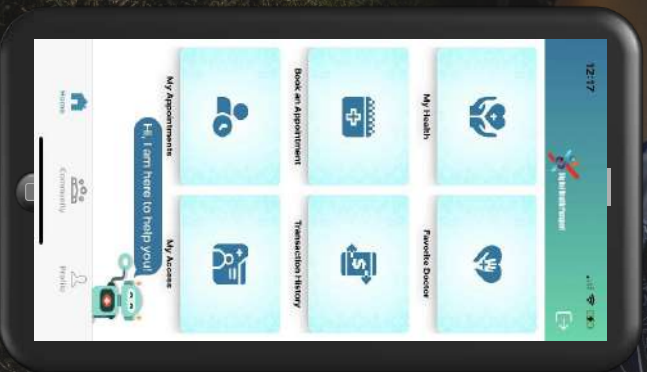 12:17
My Health
Favorite Doctor
Book an Appointment
Transaction History
My Appointments
My Access
Hi, I am here to help you!
Home
Community
Profile